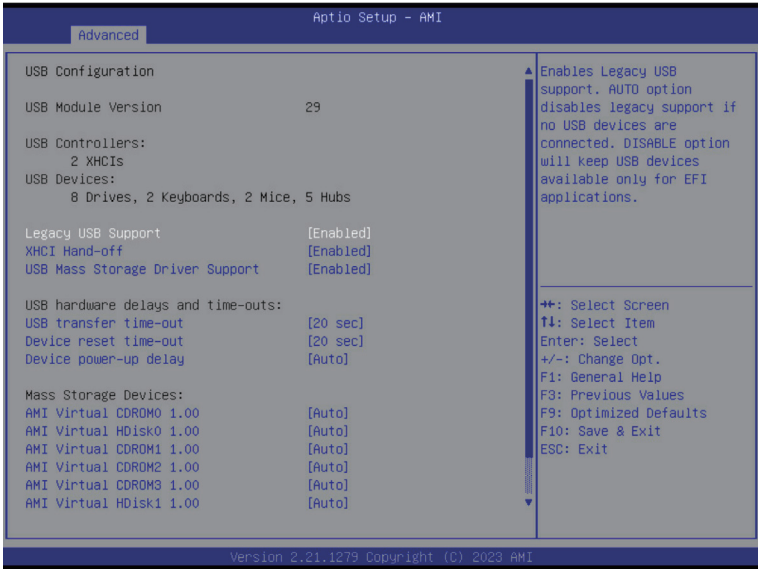 Aptio Setup - AMI
Advanced
USB Configuration
USB Module Version 29
USB Controllers:
2 XHCIs
USB Devices:
8 Drives, 2 Keyboards, 2 Mice, 5 Hubs
Legacy USB Support [Enabled]
XHCI Hand-off [Enabled]
USB Mass Storage Driver Support [Enabled]
USB hardware delays and time-outs:
USB transfer time-out [20 sec]
Device reset time-out [20 sec]
Device power-up delay [Auto]
Mass Storage Devices:
AMI Virtual CDROM0 1.00 [Auto]
AMI Virtual HDisk0 1.00 [Auto]
AMI Virtual CDROM1 1.00 [Auto]
AMI Virtual CDROM2 1.00 [Auto]
AMI Virtual CDROM3 1.00 [Auto]
AMI Virtual HDisk1 1.00 [Auto]
Enables Legacy USB
support. AUTO option
disables legacy support if
no USB devices are
connected. DISABLE option
will keep USB devices
available only for EFI
applications.
→←: Select Screen
↑↓: Select Item
Enter: Select
+/-: Change Opt.
F1: General Help
F3: Previous Values
F9: Optimized Defaults
F10: Save & Exit
ESC: Exit
Version 2.21.1279 Copyright (C) 2023 AMI